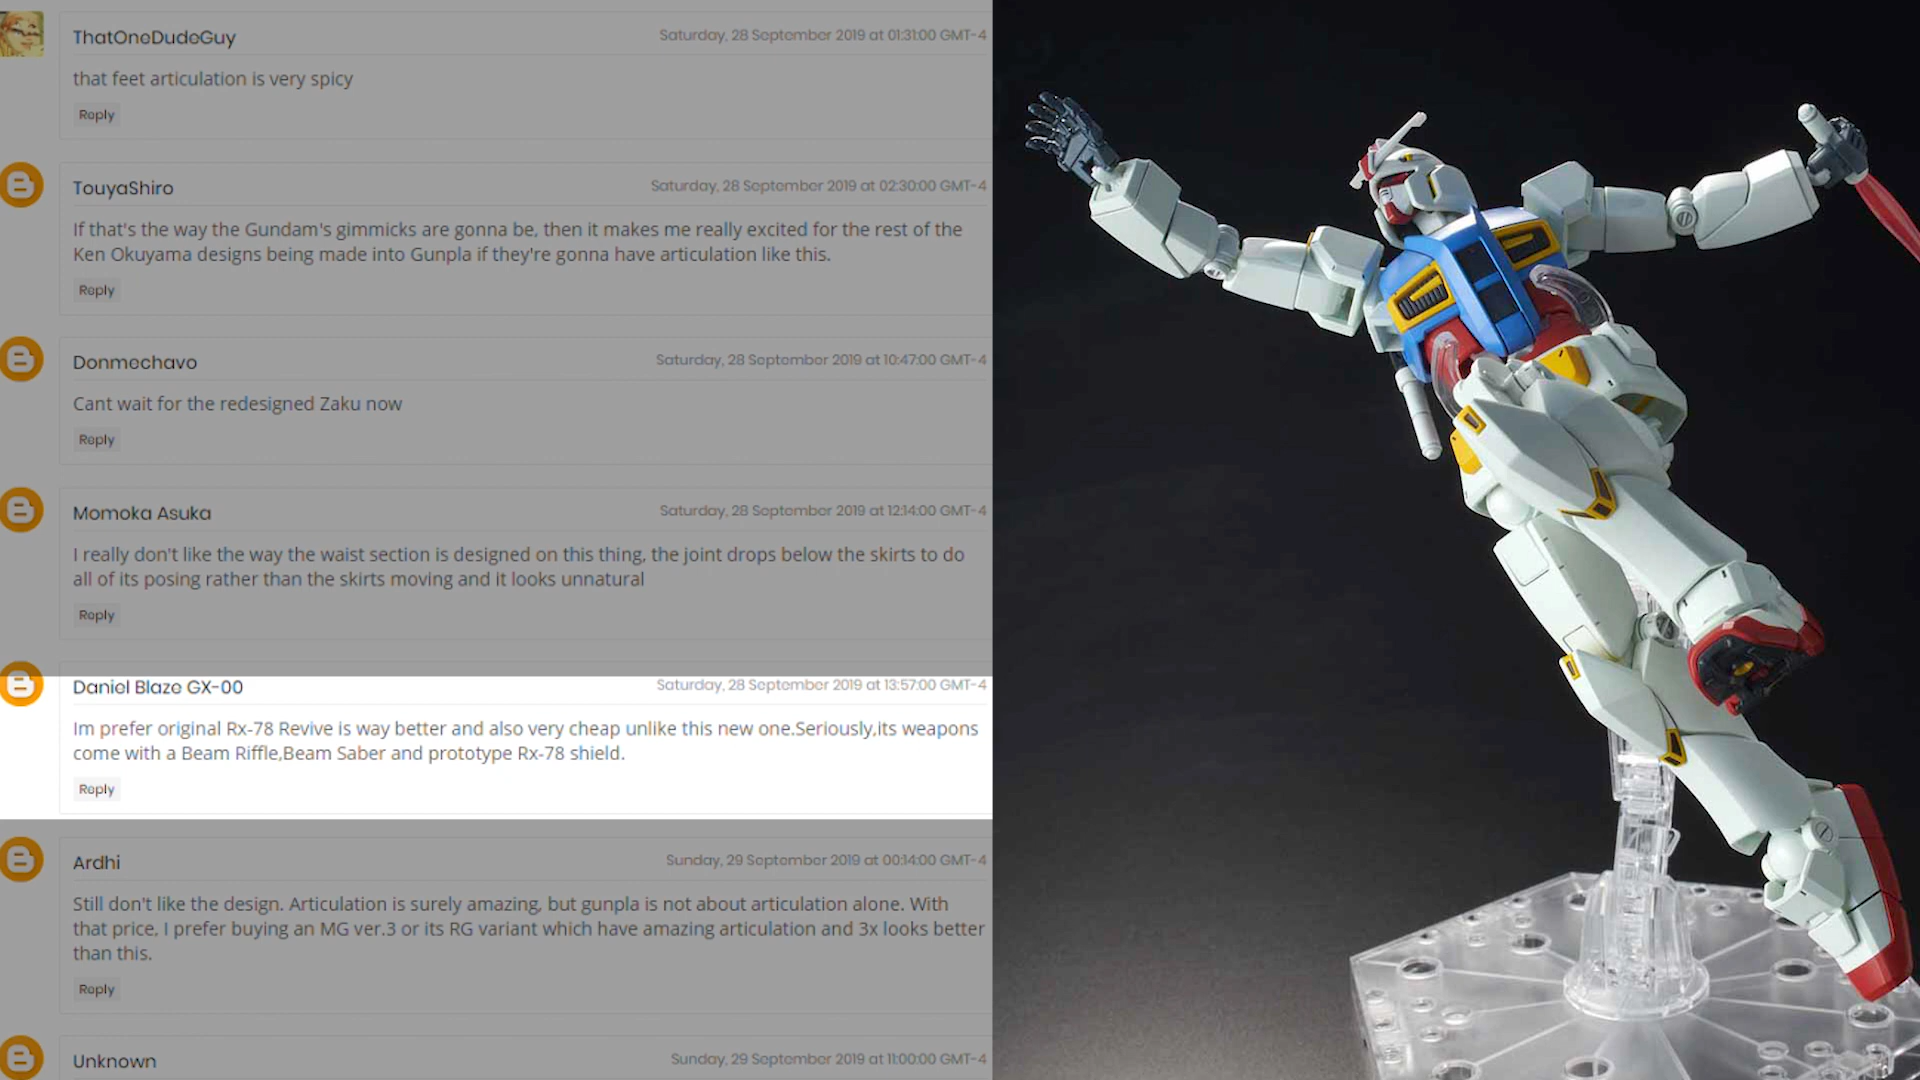 ThatOneDudeGuy
Saturday, 28 September 2019 at 01:31:00 GMT-4
that feet articulation is very spicy
Reply
TouyaShiro
Saturday, 28 September 2019 at 02:30:00 GMT-4
If that's the way the Gundam's gimmicks are gonna be, then it makes me really excited for the rest of the
Ken Okuyama designs being made into Gunpla if they're gonna have articulation like this.
Reply
Donmechavo
Saturday, 28 September 2019 at 10:47:00 GMT-4
Cant wait for the redesigned Zaku now
Reply
Momoka Asuka
Saturday, 28 September 2019 at 12:14:00 GMT-4
I really don't like the way the waist section is designed on this thing, the joint drops below the skirts to do
all of its posing rather than the skirts moving and it looks unnatural
Reply
Daniel Blaze GX-00
Saturday, 28 September 2019 at 13:57:00 GMT-4
Im prefer original Rx-78 Revive is way better and also very cheap unlike this new one.Seriously,its weapons
come with a Beam Riffle,Beam Saber and prototype Rx-78 shield.
Reply
Ardhi
Sunday, 29 September 2019 at 00:14:00 GMT-4
Still don't like the design. Articulation is surely amazing, but gunpla is not about articulation alone. With
that price, I prefer buying an MG ver.3 or its RG variant which have amazing articulation and 3x looks better
than this.
Reply
Unknown
Sunday, 29 September 2019 at 11:00:00 GMT-4